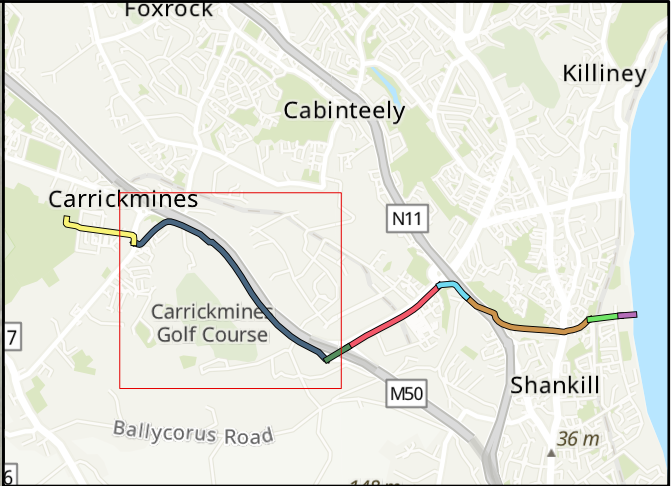 Foxrock
Killiney
Cabinteely
Carrickmines
N11
Carrickmines
Golf Course
7
M50
Shankill
Ballycorus Road
36 m
6